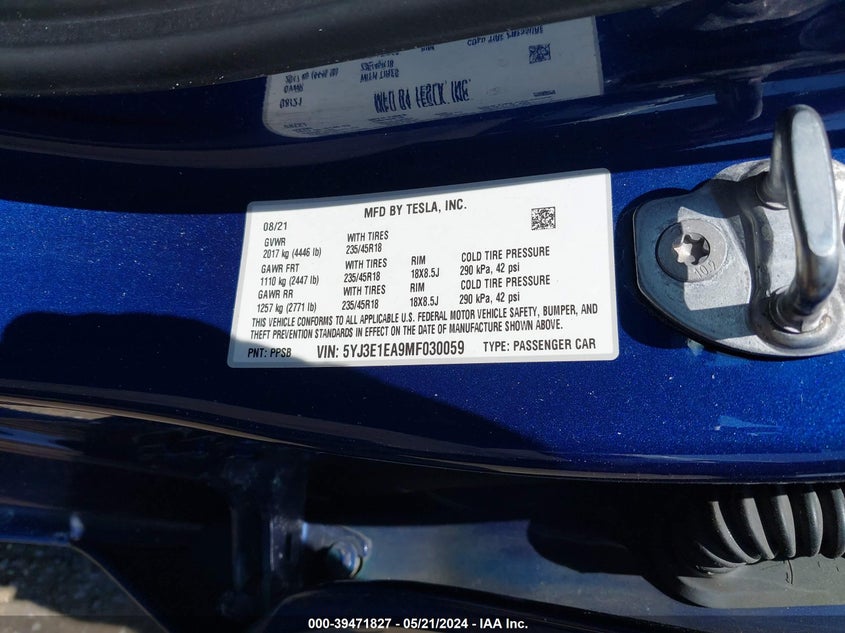 MFD BY TESLA, INC.
08/21
GVWR WITH TIRES
2017 kg (4446 lb) 235/45R18
GAWR FRT WITH TIRES RIM COLD TIRE PRESSURE
1110 kg (2447 lb) 235/45R18 18X8.5J 290 kPa, 42 psi
GAWR RR WITH TIRES RIM COLD TIRE PRESSURE
1257 kg (2771 lb) 235/45R18 18X8.5J 290 kPa, 42 psi
THIS VEHICLE CONFORMS TO ALL APPLICABLE U.S. FEDERAL MOTOR VEHICLE SAFETY, BUMPER, AND
THEFT PREVENTION STANDARDS IN EFFECT ON THE DATE OF MANUFACTURE SHOWN ABOVE.
PNT: PPSB VIN: 5YJ3E1EA9MF030059 TYPE: PASSENGER CAR
10.9
000-39471827 - 05/21/2024 - IAA Inc.